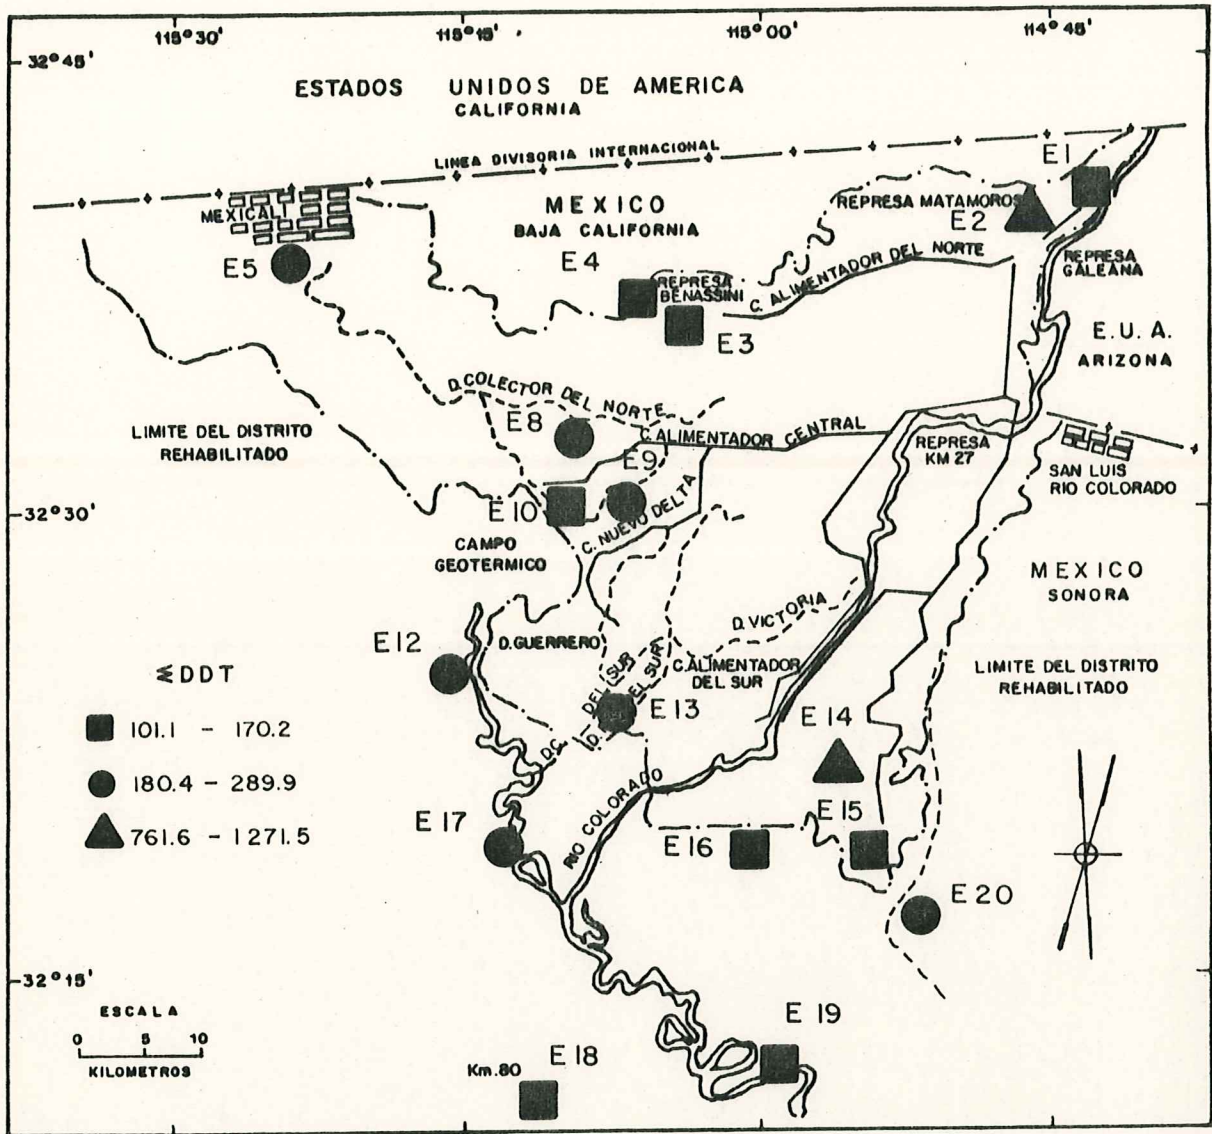 115°30'
115°15'
115°00'
114°45'
32°45'
ESTADOS UNIDOS DE AMERICA
CALIFORNIA
LINEA DIVISORIA INTERNACIONAL
E1
MEXICALI
MEXICO
BAJA CALIFORNIA
REPRESA MATAMOROS
E2
E5
E4
REPRESA
BENASSINI
C. ALIMENTADOR DEL NORTE
REPRESA
GALEANA
E3
E. U. A.
ARIZONA
D. COLECTOR DEL NORTE
LIMITE DEL DISTRITO
REHABILITADO
E8
C. ALIMENTADOR CENTRAL
REPRESA
KM 27
E9
SAN LUIS
RIO COLORADO
32°30'
E10
C. NUEVO DELTA
CAMPO
GEOTERMICO
MEXICO
SONORA
D. VICTORIA
E12
D. GUERRERO
C. ALIMENTADOR
DEL SUR
LIMITE DEL DISTRITO
REHABILITADO
D.C. DEL SUR
D. DEL SUR
E13
ΣDDT
101.1 - 170.2
180.4 - 289.9
761.6 - 1271.5
E14
E15
RIO COLORADO
E17
E16
E20
32°15'
ESCALA
0 5 10
KILOMETROS
E19
E18
Km.80